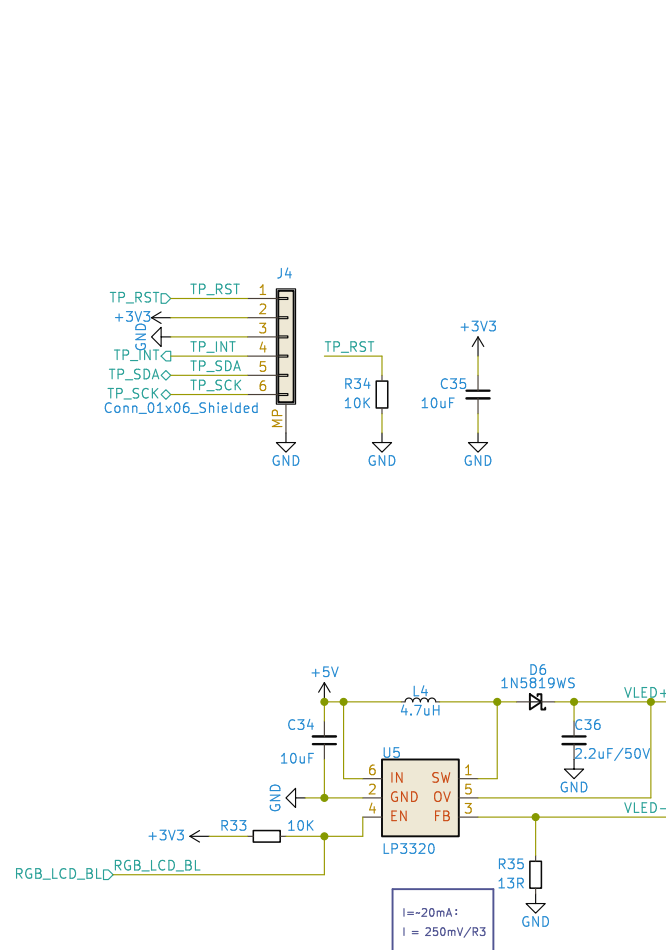 J4
TP_RST TP_RST 1
+3V3 2
GND 3
TP_INT TP_INT 4
TP_SDA TP_SDA 5
TP_SCK TP_SCK 6
Conn_01x06_Shielded
MP
GND
TP_RST
R34
10K
GND
+3V3
C35
10uF
GND
+5V
L4
4.7uH
D6
1N5819WS
VLED+
C34
10uF
C36
2.2uF/50V
GND
U5
6 IN SW 1
GND 2 GND OV 5
4 EN FB 3
VLED-
LP3320
+3V3 R33 10K
RGB_LCD_BL RGB_LCD_BL
R35
13R
GND
I=~20mA:
I = 250mV/R3